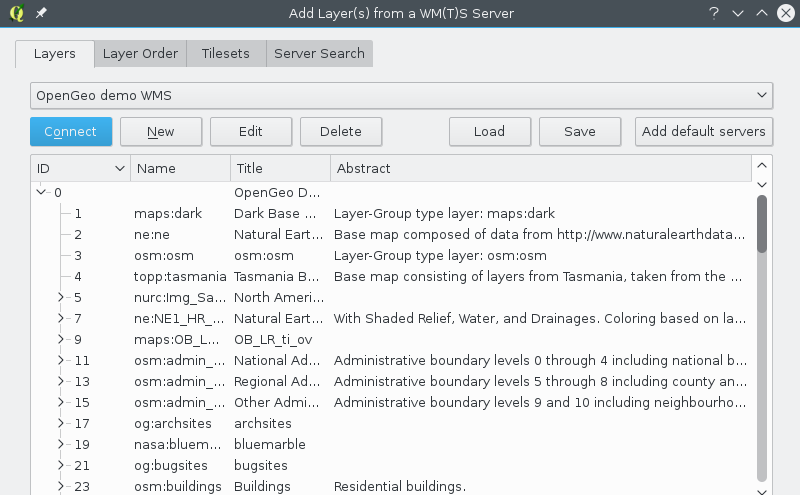 Add Layer(s) from a WM(T)S Server
Layers Layer Order Tilesets Server Search
OpenGeo demo WMS
Connect New Edit Delete Load Save Add default servers
ID Name Title Abstract
0 OpenGeo D...
1 maps:dark Dark Base ... Layer-Group type layer: maps:dark
2 ne:ne Natural Eart... Base map composed of data from http://www.naturalearthdata...
3 osm:osm osm:osm Layer-Group type layer: osm:osm
4 topp:tasmania Tasmania B... Base map consisting of layers from Tasmania, taken from the ...
5 nurc:Img_Sa... North Ameri...
7 ne:NE1_HR_... Natural Eart... With Shaded Relief, Water, and Drainages. Coloring based on la...
9 maps:OB_L... OB_LR_ti_ov
11 osm:admin_... National Ad... Administrative boundary levels 0 through 4 including national b...
13 osm:admin_... Regional Ad... Administrative boundary levels 5 through 8 including county an...
15 osm:admin_... Other Admi... Administrative boundary levels 9 and 10 including neighbourho...
17 og:archsites archsites
19 nasa:bluem... bluemarble
21 og:bugsites bugsites
23 osm:buildings Buildings Residential buildings.